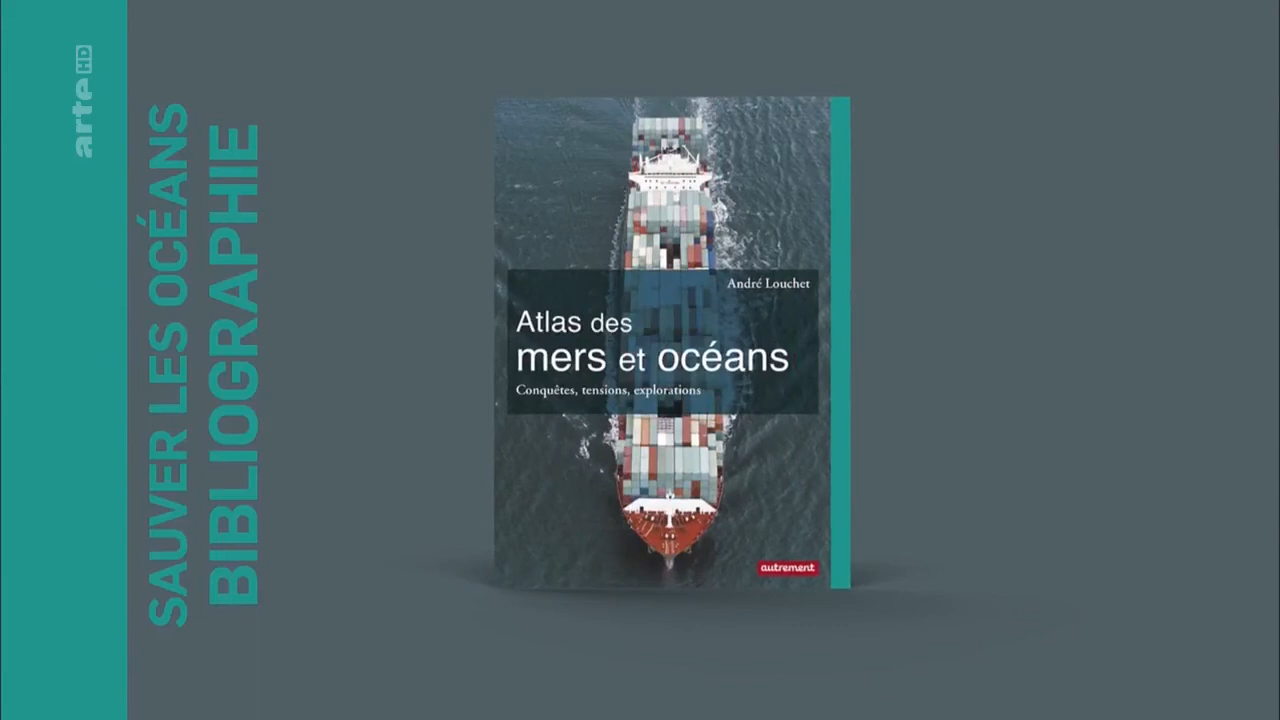 arte HD
SAUVER LES OCÉANS
BIBLIOGRAPHIE
André Louchet
Atlas des
mers et océans
Conquêtes, tensions, explorations
autrement